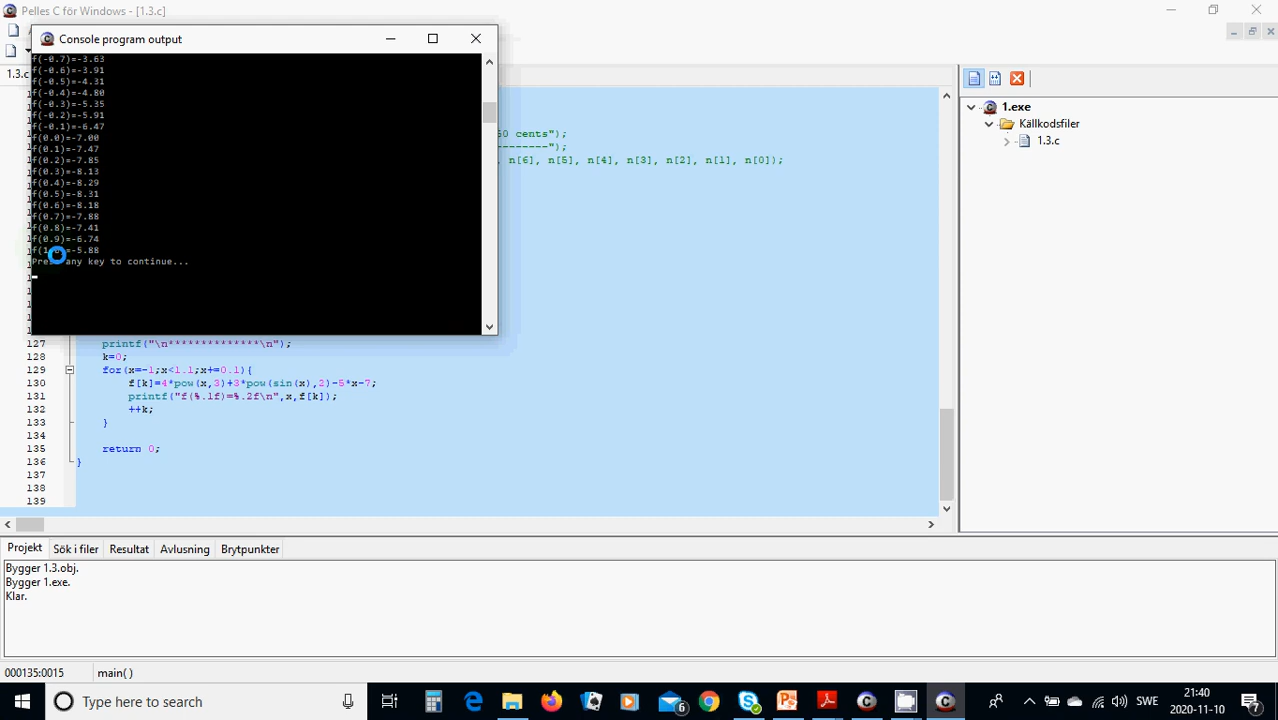 Pelles C för Windows - [1.3.c]
Console program output
1.3.c
f(-0.7)=-3.63
f(-0.6)=-3.91
f(-0.5)=-4.31
f(-0.4)=-4.80
f(-0.3)=-5.35
f(-0.2)=-5.91
f(-0.1)=-6.47
f(0.0)=-7.00
f(0.1)=-7.47
f(0.2)=-7.85
f(0.3)=-8.13
f(0.4)=-8.29
f(0.5)=-8.31
f(0.6)=-8.18
f(0.7)=-7.88
f(0.8)=-7.41
f(0.9)=-6.74
=-5.88
any key to continue...
cents");
--------");
, n[6], n[5], n[4], n[3], n[2], n[1], n[0]);
127 printf("\n**************\n");
128 k=0;
129 for(x=-1;x<1.1;x+=0.1){
130 f[k]=4*pow(x,3)+3*pow(sin(x),2)-5*x-7;
131 printf("f(%.1f)=%.2f\n",x,f[k]);
132 ++k;
133 }
134
135 return 0;
136 }
137
138
139
1.exe
Källkodsfiler
1.3.c
Projekt Sök i filer Resultat Avlusning Brytpunkter
Bygger 1.3.obj.
Bygger 1.exe.
Klar.
000135:0015 main( )
Type here to search
6
SWE
21:40
2020-11-10
7